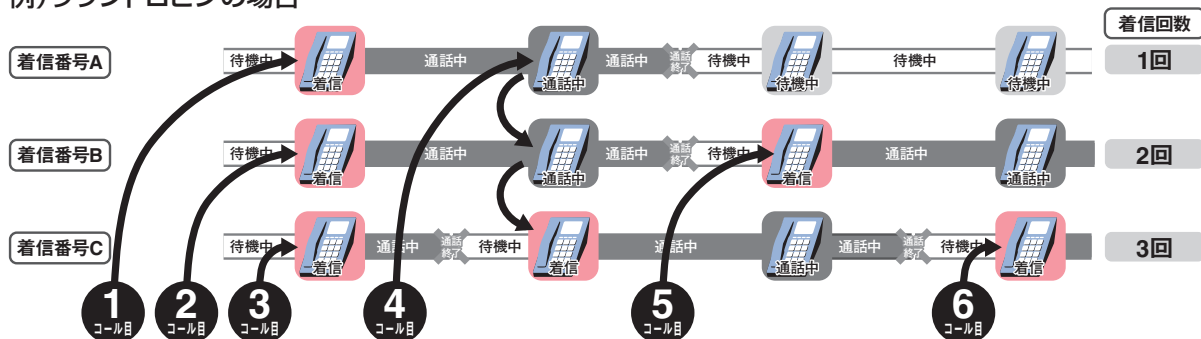 例)ラウンドロビンの場合
着信回数
着信番号A
待機中
着信
通話中
通話中
通話中
通話終了
待機中
待機中
待機中
待機中
1回
着信番号B
待機中
着信
通話中
通話中
通話中
通話終了
待機中
着信
通話中
通話中
2回
着信番号C
待機中
着信
通話中
通話終了
待機中
着信
通話中
通話中
通話中
通話終了
待機中
着信
3回
1
コール目
2
コール目
3
コール目
4
コール目
5
コール目
6
コール目